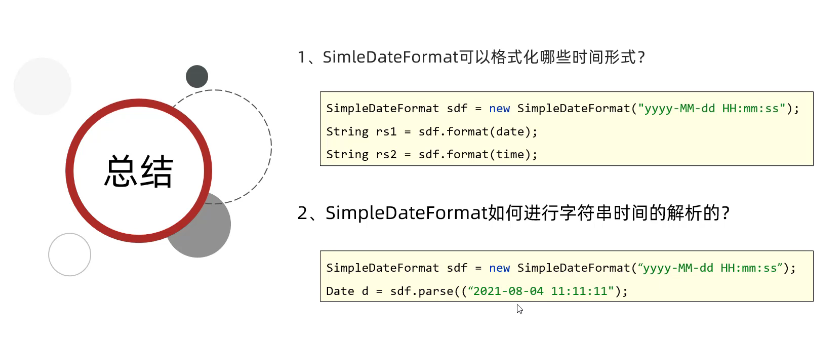 总结
1、SimleDateFormat可以格式化哪些时间形式？
SimpleDateFormat sdf = new SimpleDateFormat("yyyy-MM-dd HH:mm:ss");
String rs1 = sdf.format(date);
String rs2 = sdf.format(time);
2、SimpleDateFormat如何进行字符串时间的解析的？
SimpleDateFormat sdf = new SimpleDateFormat(“yyyy-MM-dd HH:mm:ss”);
Date d = sdf.parse((“2021-08-04 11:11:11");